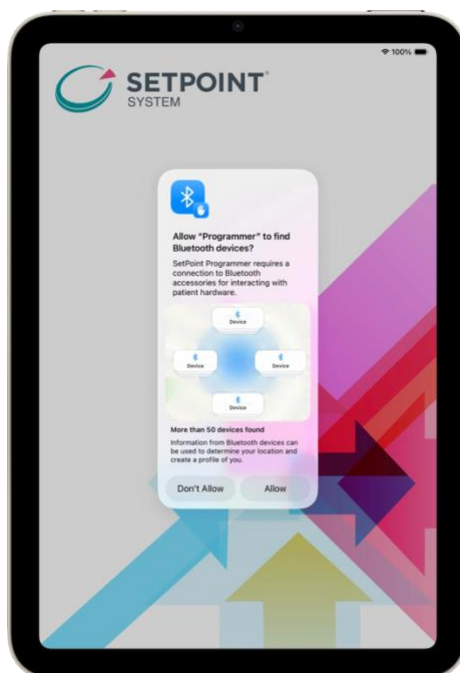 100%
SETPOINT®
SYSTEM
Allow "Programmer" to find
Bluetooth devices?
SetPoint Programmer requires a
connection to Bluetooth
accessories for interacting with
patient hardware.
Device
Device
Device
Device
More than 50 devices found
Information from Bluetooth devices can
be used to determine your location and
create a profile of you.
Don't Allow
Allow